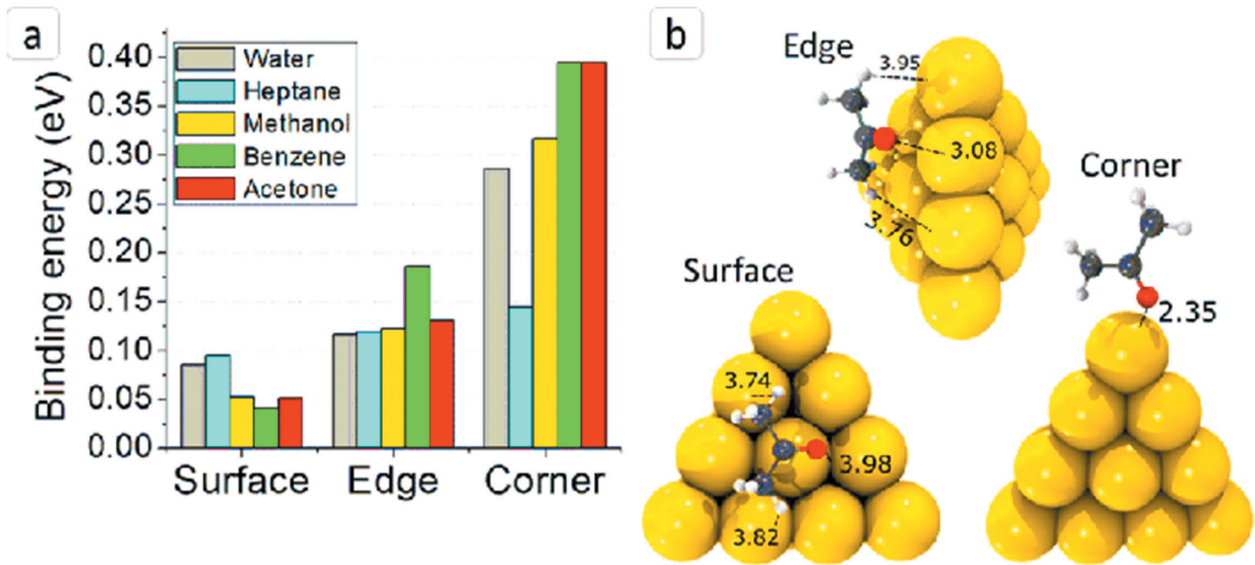 a
Binding energy (eV)
0.40
0.35
0.30
0.25
0.20
0.15
0.10
0.05
0.00
Water
Heptane
Methanol
Benzene
Acetone
Surface Edge Corner
b
Edge
3.95
3.08
3.76
Corner
2.35
Surface
3.74
3.98
3.82